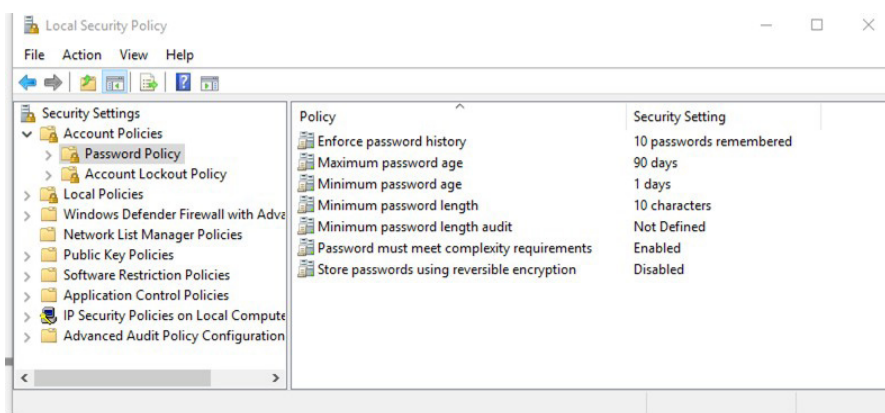 Local Security Policy
File Action View Help
Security Settings
Account Policies
Password Policy
Account Lockout Policy
Local Policies
Windows Defender Firewall with Adva
Network List Manager Policies
Public Key Policies
Software Restriction Policies
Application Control Policies
IP Security Policies on Local Compute
Advanced Audit Policy Configuration
Policy Security Setting
Enforce password history 10 passwords remembered
Maximum password age 90 days
Minimum password age 1 days
Minimum password length 10 characters
Minimum password length audit Not Defined
Password must meet complexity requirements Enabled
Store passwords using reversible encryption Disabled